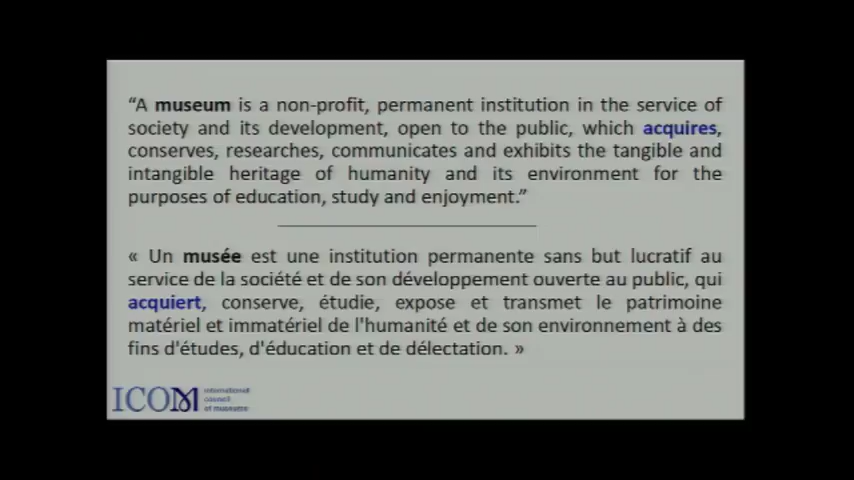 “A museum is a non-profit, permanent institution in the service of
society and its development, open to the public, which acquires,
conserves, researches, communicates and exhibits the tangible and
intangible heritage of humanity and its environment for the
purposes of education, study and enjoyment.”
« Un musée est une institution permanente sans but lucratif au
service de la société et de son développement ouverte au public, qui
acquiert, conserve, étudie, expose et transmet le patrimoine
matériel et immatériel de l'humanité et de son environnement à des
fins d'études, d'éducation et de délectation. »
ICOM
international
council
of museums